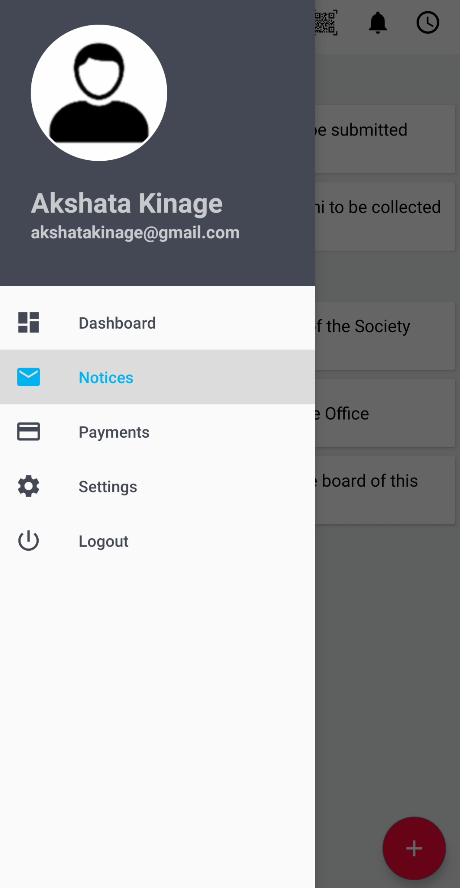 Akshata Kinage
akshatakinage@gmail.com
Dashboard
Notices
Payments
Settings
Logout
be submitted
to be collected
of the Society
Office
board of this